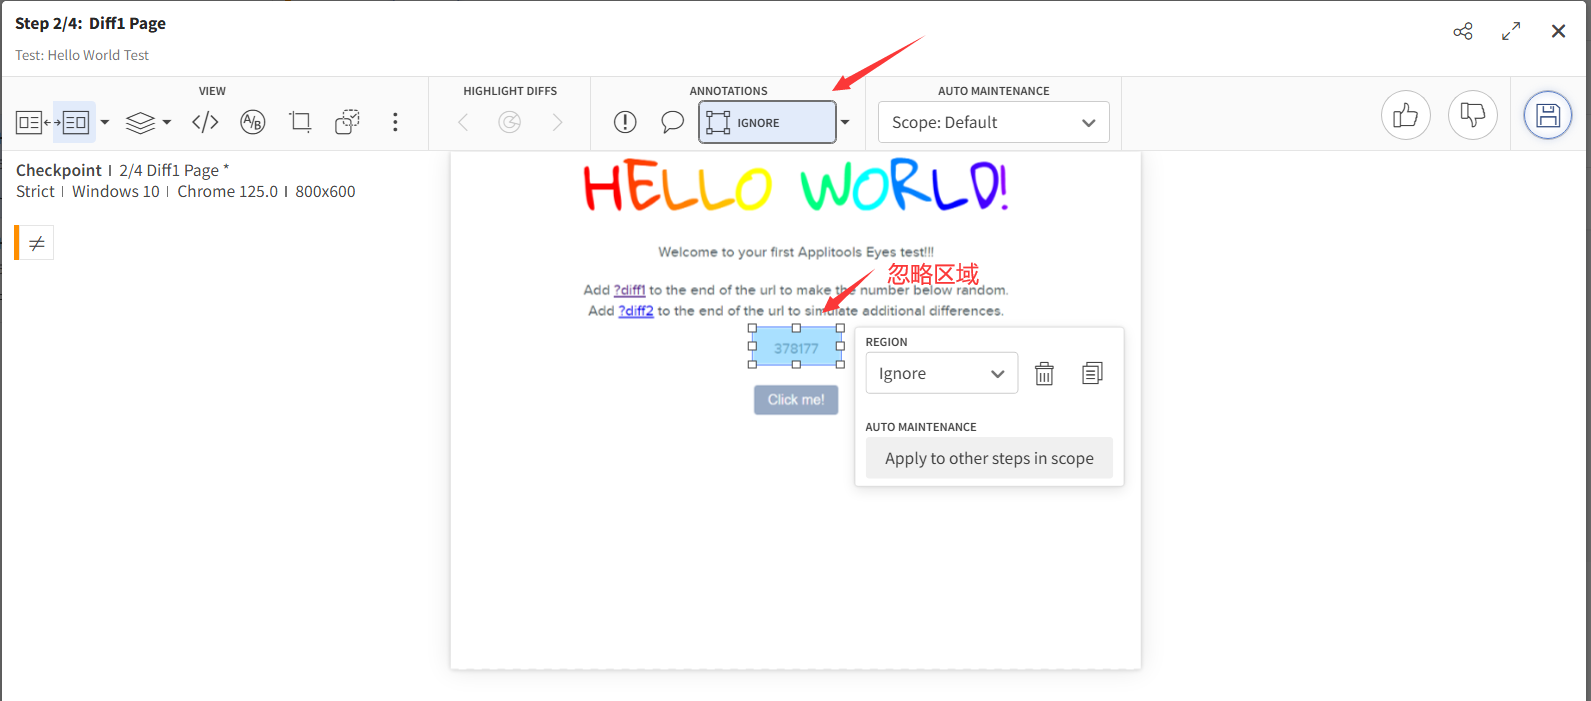 Step 2/4: Diff1 Page
Test: Hello World Test
VIEW
HIGHLIGHT DIFFS
ANNOTATIONS
AUTO MAINTENANCE
A/B
IGNORE
Scope: Default
Checkpoint | 2/4 Diff1 Page *
Strict | Windows 10 | Chrome 125.0 | 800x600
≠
HELLO WORLD!
Welcome to your first Applitools Eyes test!!!
忽略区域
Add ?diff1 to the end of the url to make the number below random.
Add ?diff2 to the end of the url to simulate additional differences.
378177
Click me!
REGION
Ignore
AUTO MAINTENANCE
Apply to other steps in scope